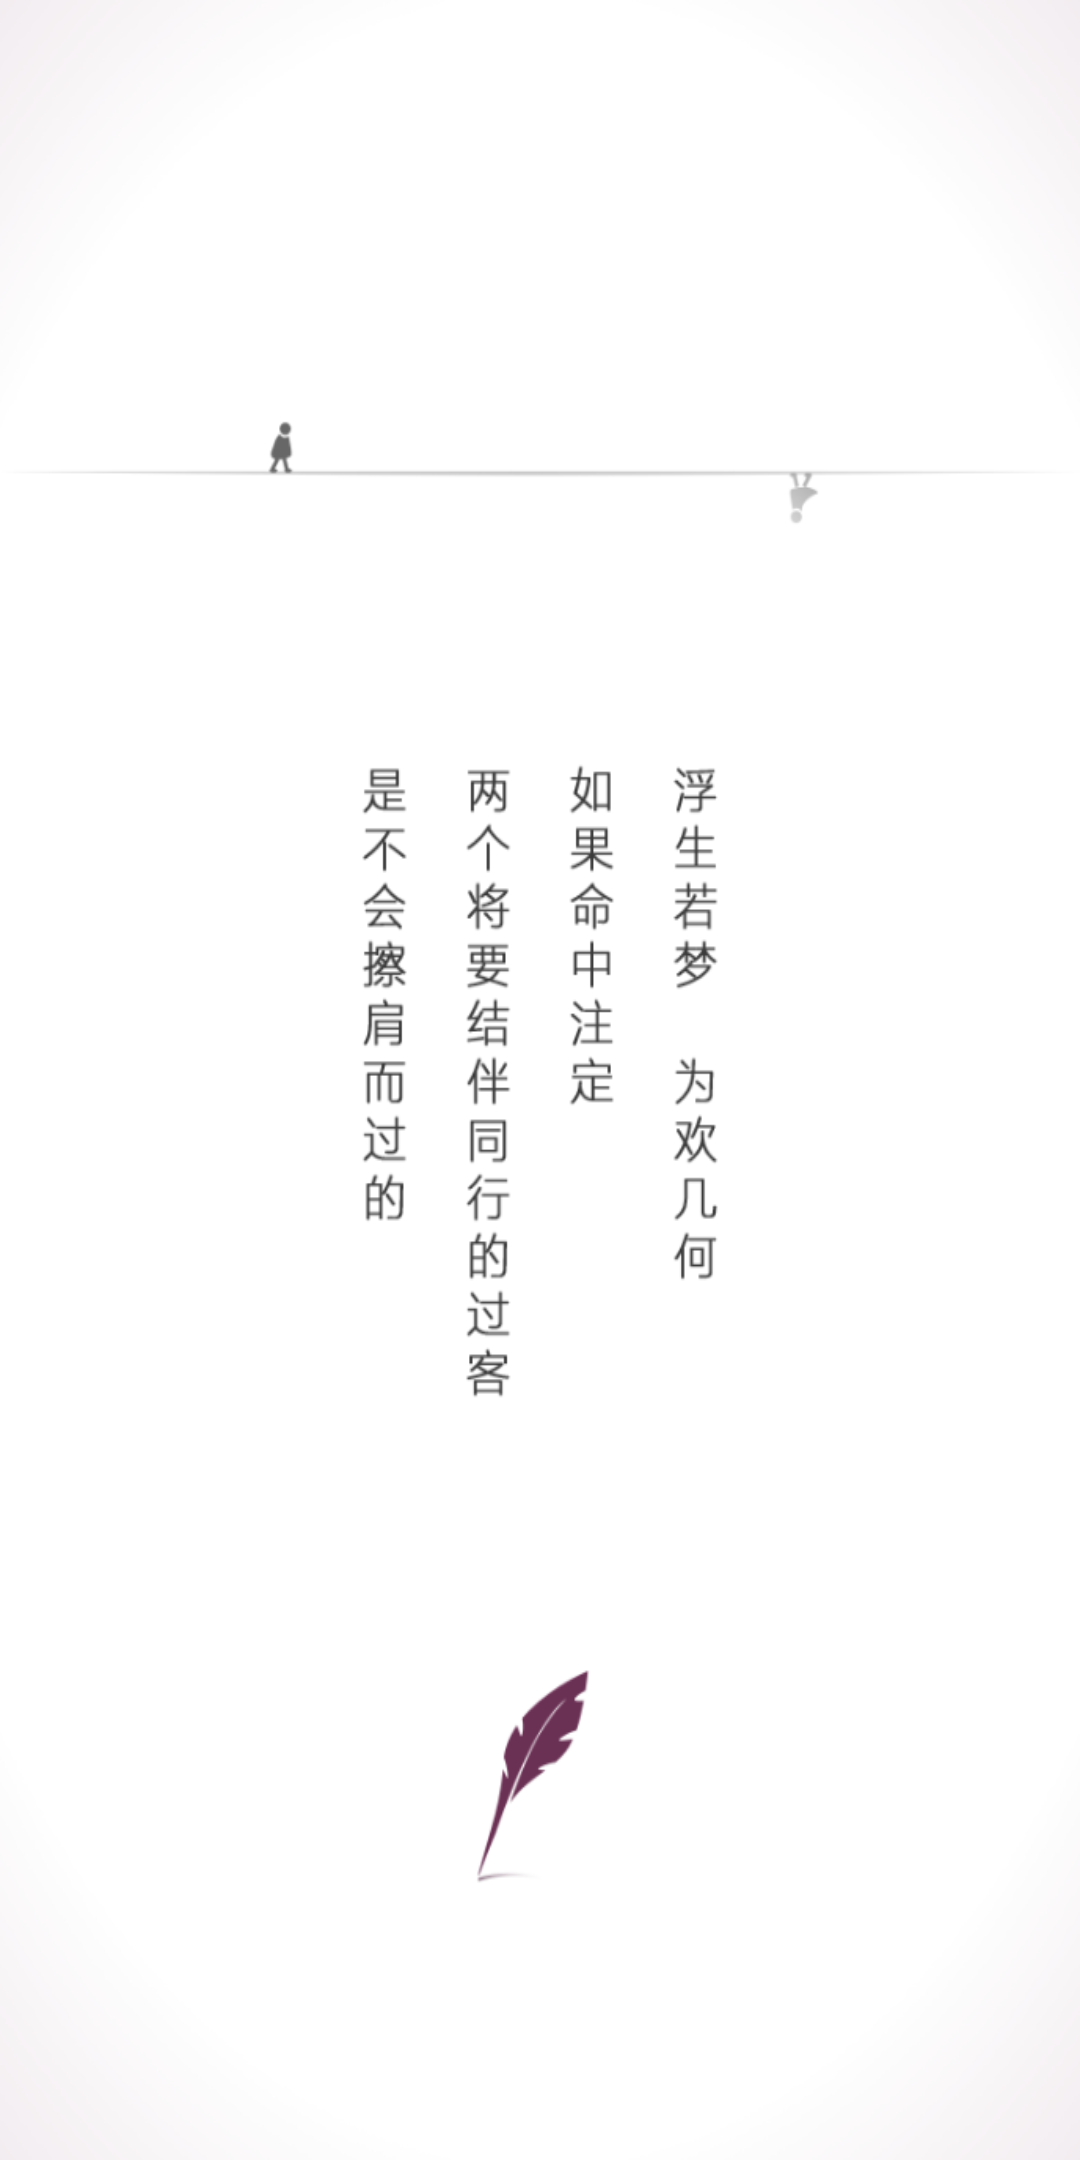 浮生若梦　为欢几何
如果命中注定
两个将要结伴同行的过客
是不会擦肩而过的